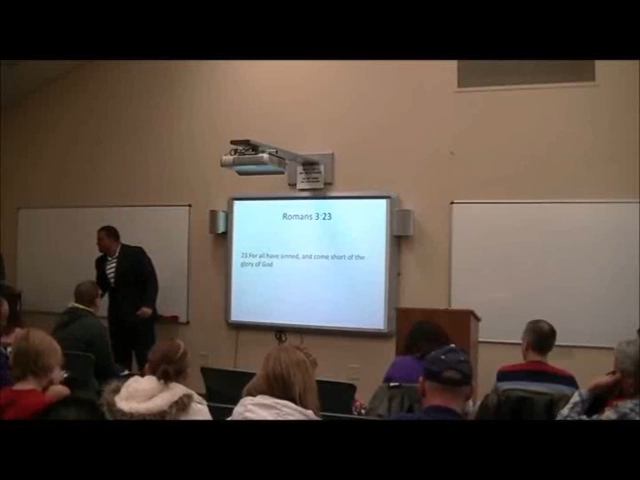 Romans 3:23
23 For all have sinned, and come short of the
glory of God